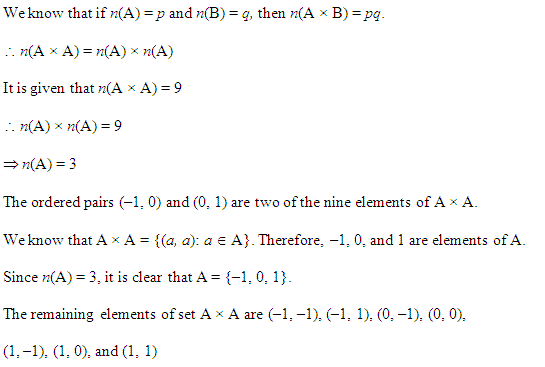 We know that if n(A) = p and n(B) = q, then n(A × B) = pq.
∴ n(A × A) = n(A) × n(A)
It is given that n(A × A) = 9
∴ n(A) × n(A) = 9
⇒ n(A) = 3
The ordered pairs (−1, 0) and (0, 1) are two of the nine elements of A × A.
We know that A × A = {(a, a): a ∈ A}. Therefore, −1, 0, and 1 are elements of A.
Since n(A) = 3, it is clear that A = {−1, 0, 1}.
The remaining elements of set A × A are (−1, −1), (−1, 1), (0, −1), (0, 0),
(1, −1), (1, 0), and (1, 1)